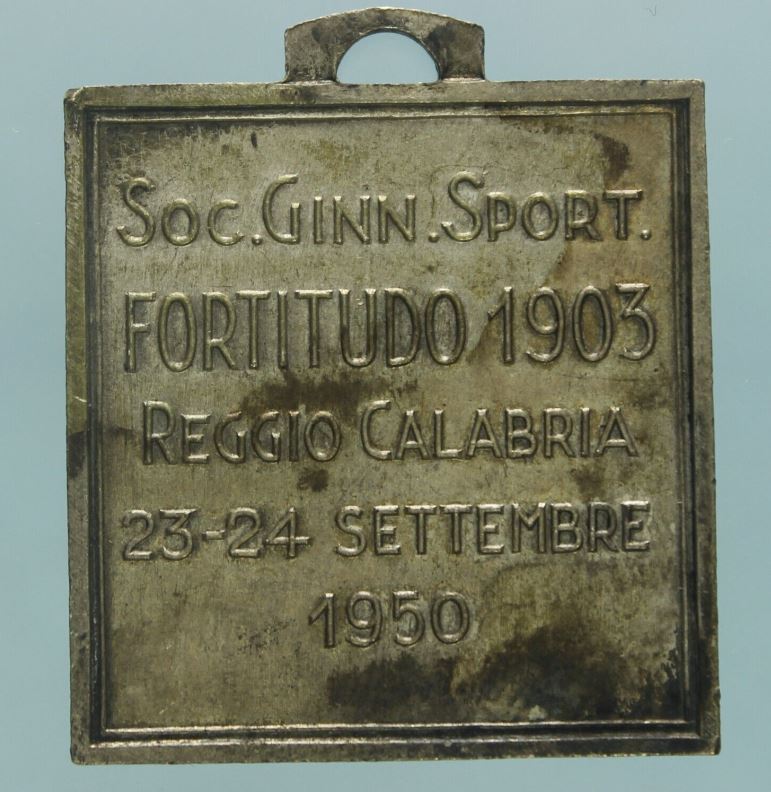 Soc. Ginn. Sport.
FORTITUDO 1903
REGGIO CALABRIA
23-24 SETTEMBRE
1950